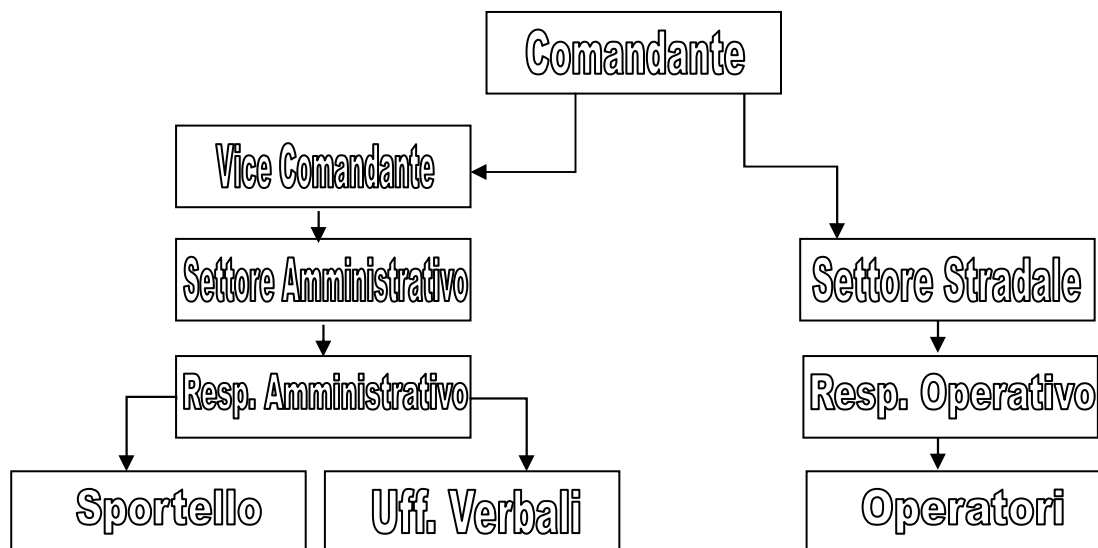 Comandante
Vice Comandante
Settore Amministrativo
Settore Stradale
Resp. Amministrativo
Resp. Operativo
Sportello
Uff. Verbali
Operatori